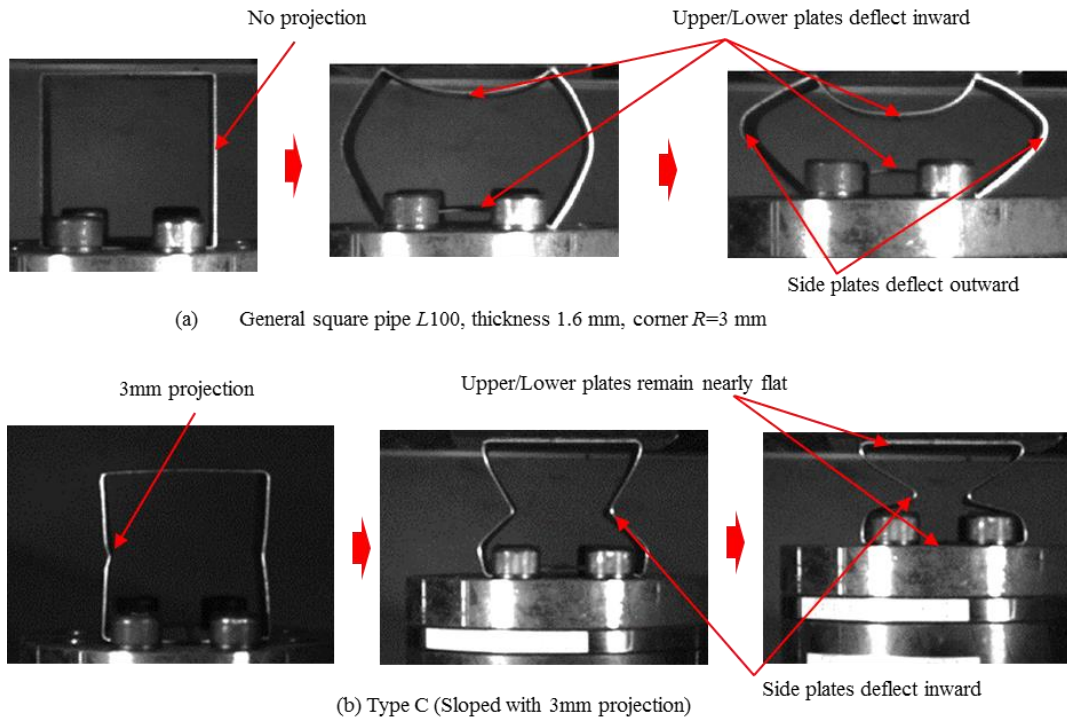 No projection
Upper/Lower plates deflect inward
Side plates deflect outward
(a) General square pipe L100, thickness 1.6 mm, corner R=3 mm
3mm projection
Upper/Lower plates remain nearly flat
Side plates deflect inward
(b) Type C (Sloped with 3mm projection)